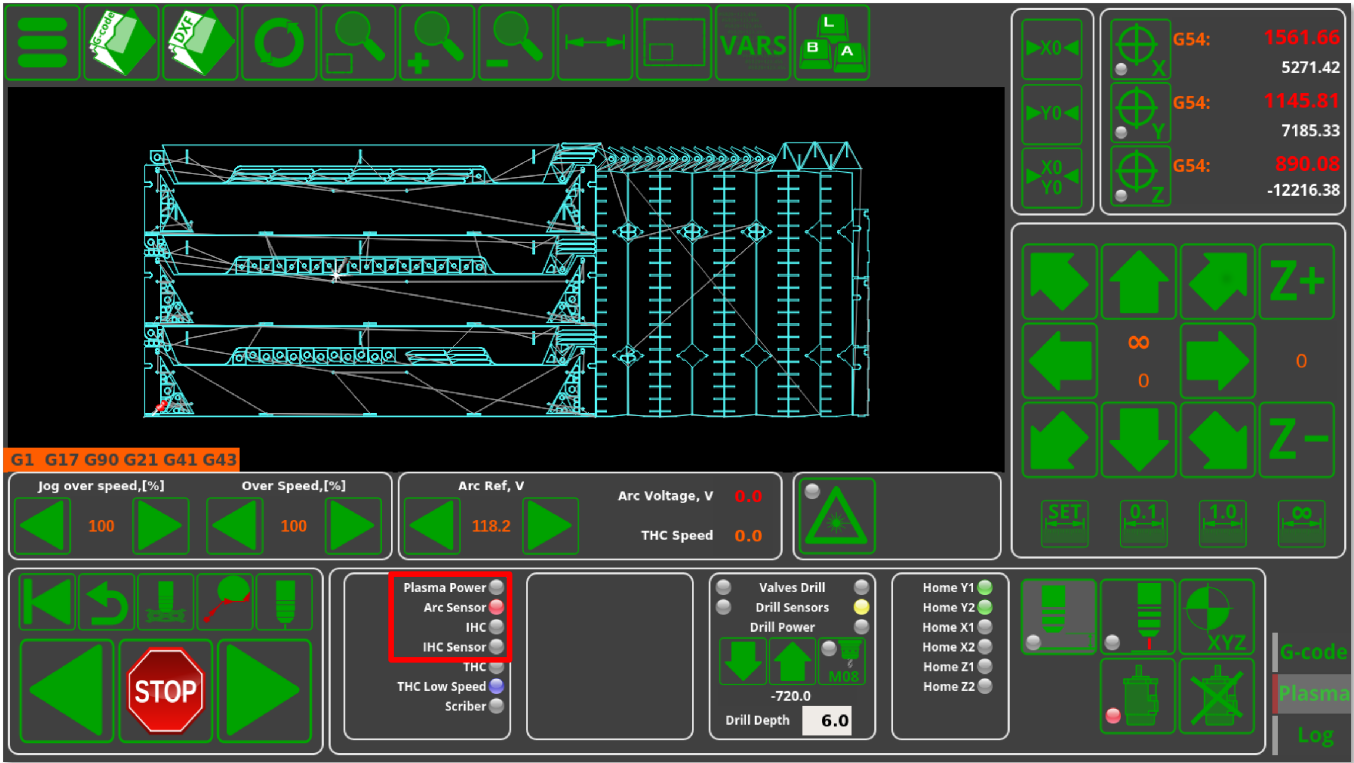 G-code
DXF
VARS
L
B
A
X0
Y0
X0
Y0
X
G54:
1561.66
5271.42
Y
G54:
1145.81
7185.33
Z
G54:
890.08
-12216.38
Z+
∞
0
0
Z-
SET
0.1
1.0
∞
G1 G17 G90 G21 G41 G43
Jog over speed,[%]
100
Over Speed,[%]
100
Arc Ref, V
118.2
Arc Voltage, V 0.0
THC Speed 0.0
STOP
Plasma Power
Arc Sensor
IHC
IHC Sensor
THC
THC Low Speed
Scriber
Valves Drill
Drill Sensors
Drill Power
M08
-720.0
Drill Depth 6.0
Home Y1
Home Y2
Home X1
Home X2
Home Z1
Home Z2
XYZ
G-code
Plasma
Log